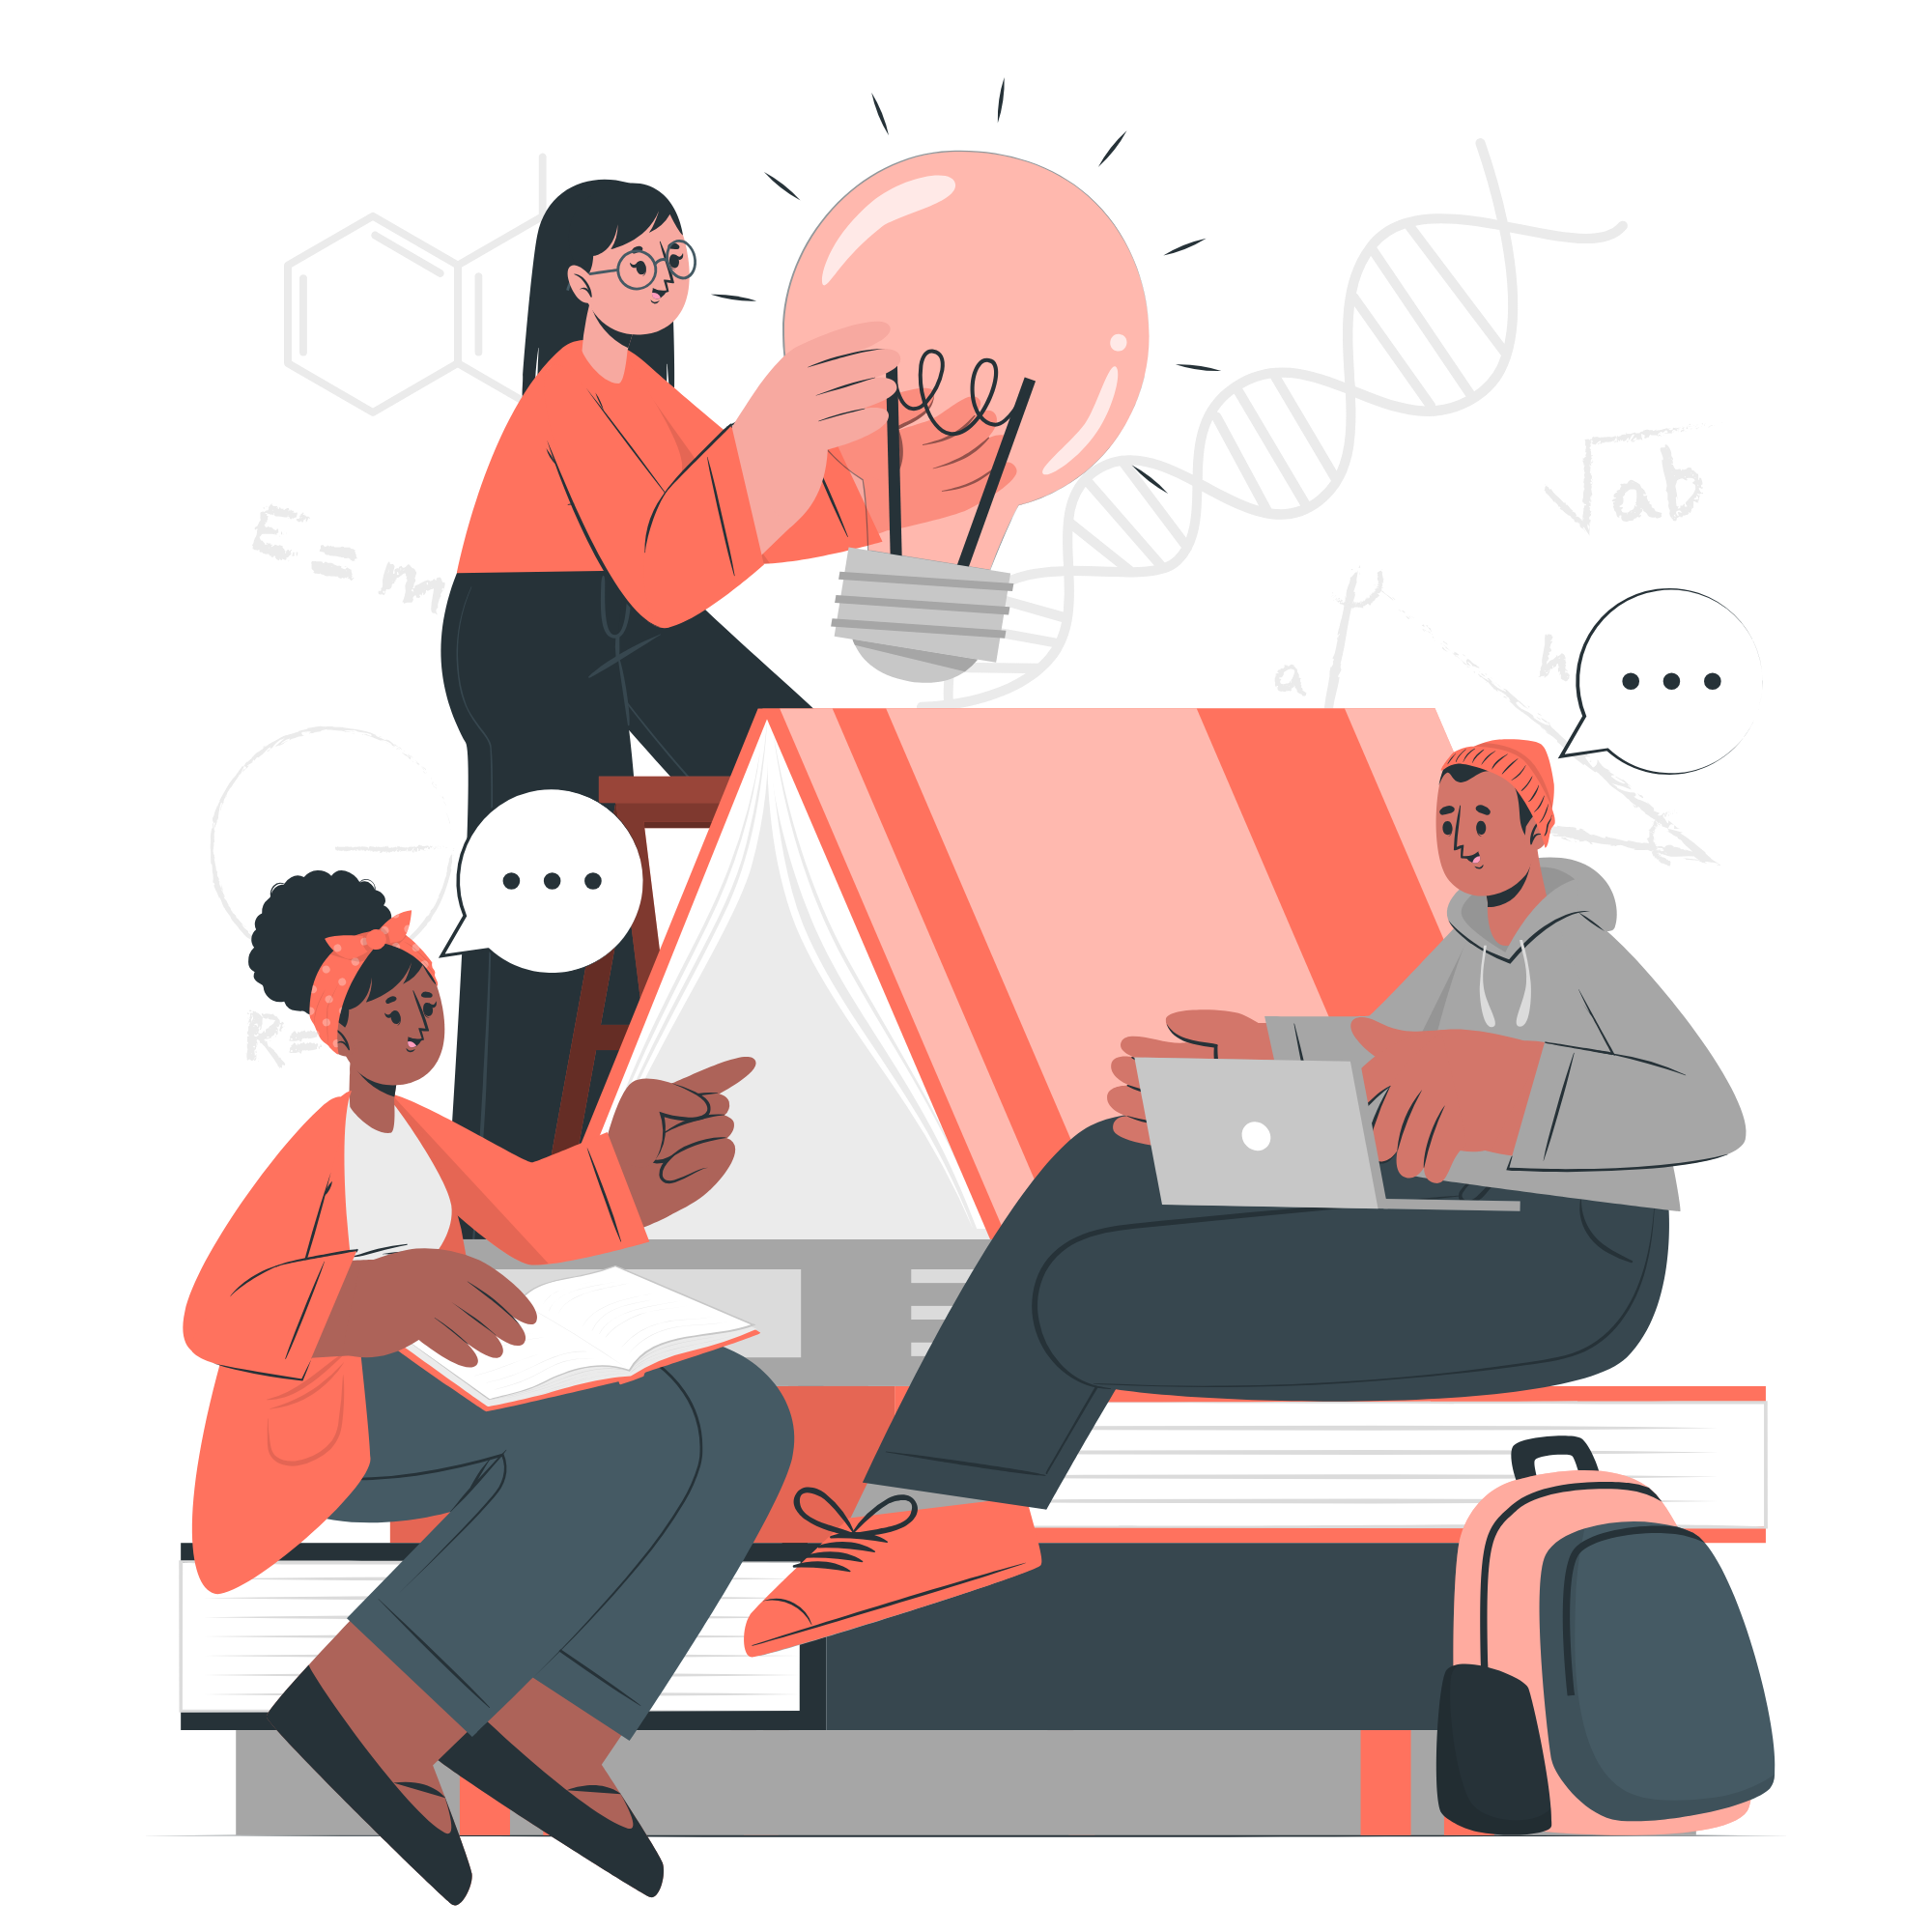 E = m
√ab
b
a
h
R=